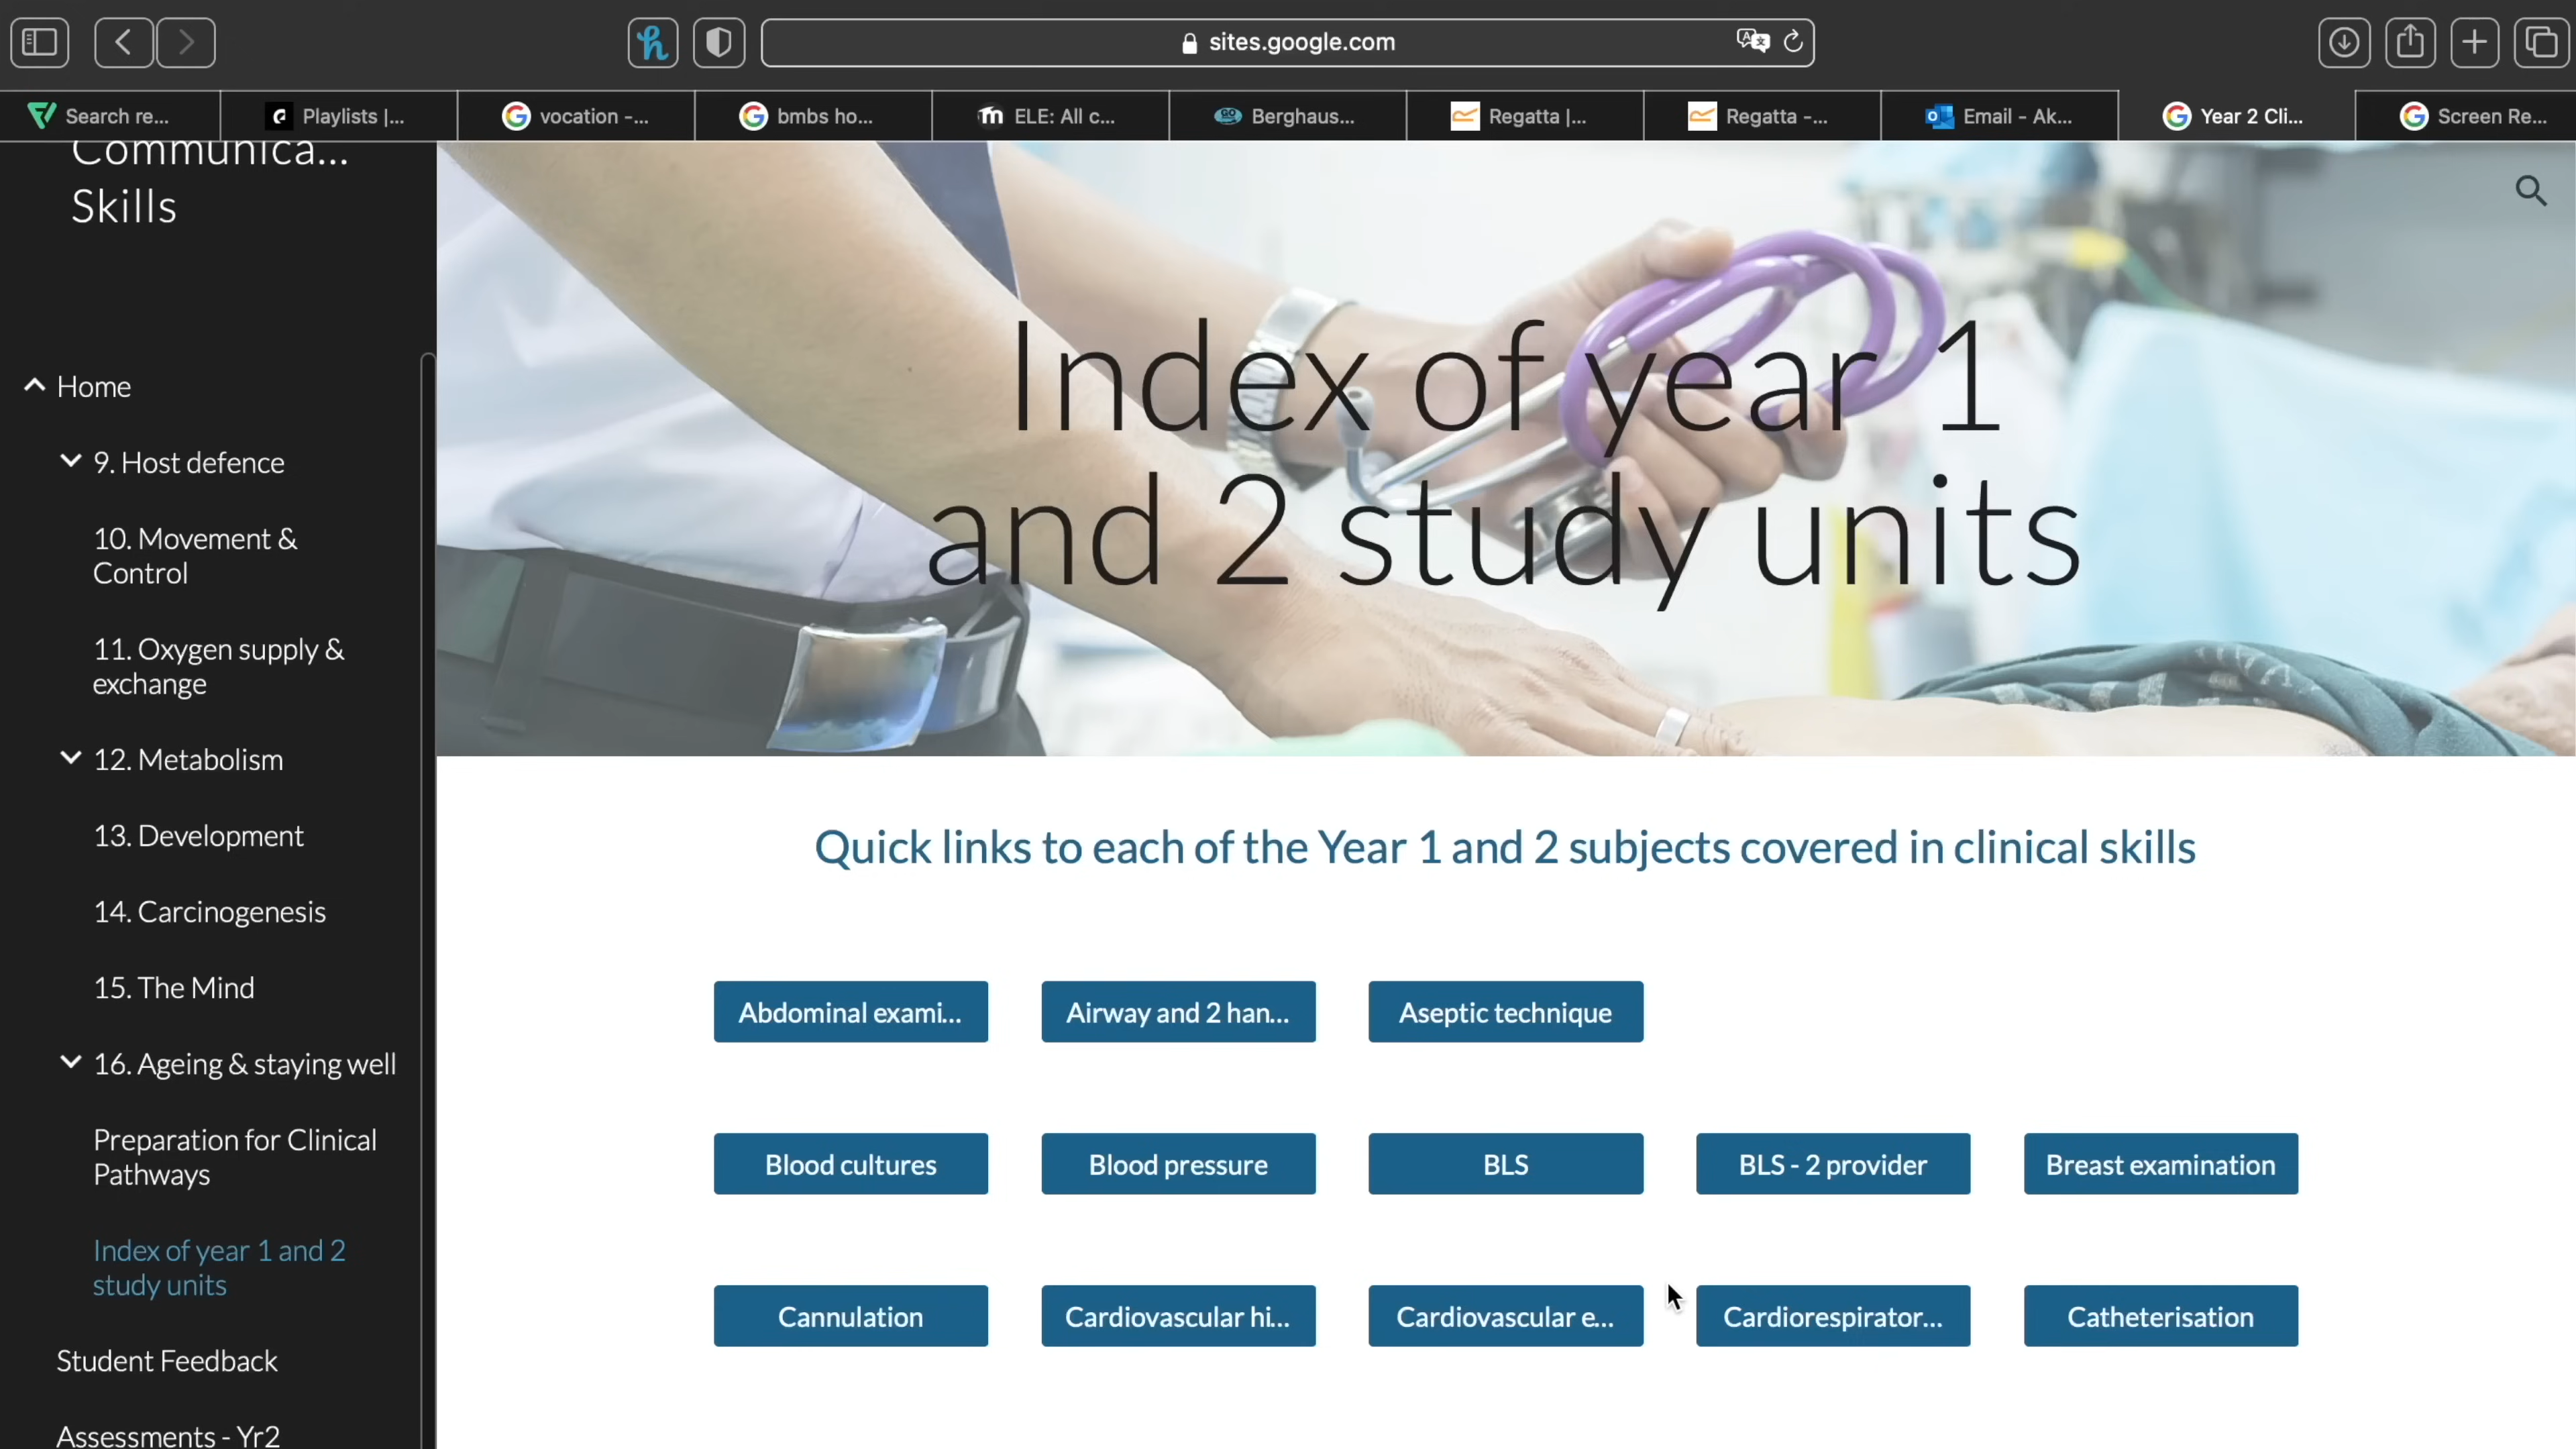 sites.google.com
Search re...
Playlists |...
vocation -...
bmbs ho...
ELE: All c...
Berghaus...
Regatta |...
Regatta -...
Email - Ak...
Year 2 Cli...
Screen Re...
Communica...
Skills
Home
9. Host defence
10. Movement &
Control
11. Oxygen supply &
exchange
12. Metabolism
13. Development
14. Carcinogenesis
15. The Mind
16. Ageing & staying well
Preparation for Clinical
Pathways
Index of year 1 and 2
study units
Student Feedback
Assessments - Yr2
Index of year 1
and 2 study units
Quick links to each of the Year 1 and 2 subjects covered in clinical skills
Abdominal exami...
Airway and 2 han...
Aseptic technique
Blood cultures
Blood pressure
BLS
BLS - 2 provider
Breast examination
Cannulation
Cardiovascular hi...
Cardiovascular e...
Cardiorespirator...
Catheterisation